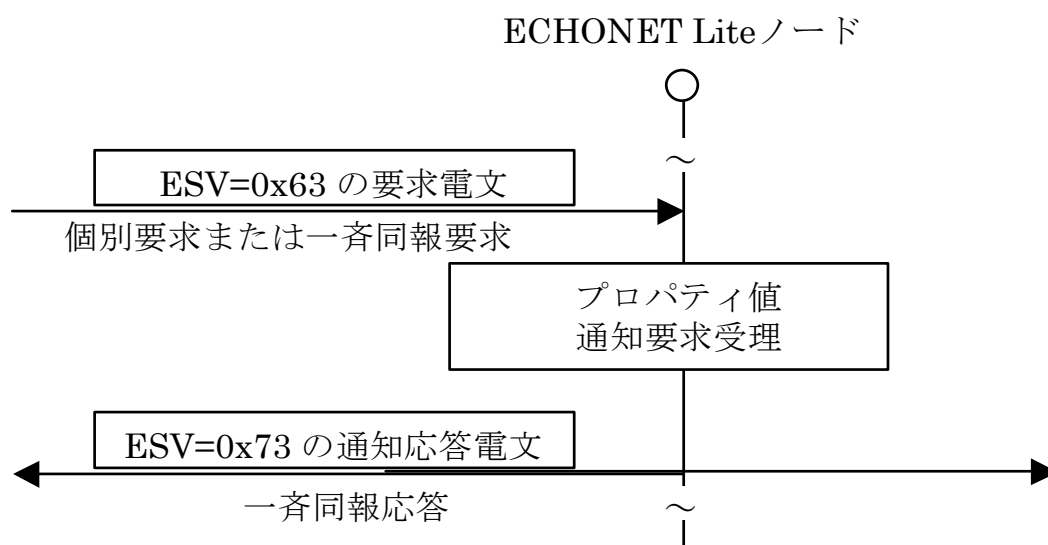 ECHONET Liteノード
～
ESV=0x63 の要求電文
個別要求または一斉同報要求
プロパティ値
通知要求受理
ESV=0x73 の通知応答電文
一斉同報応答
～